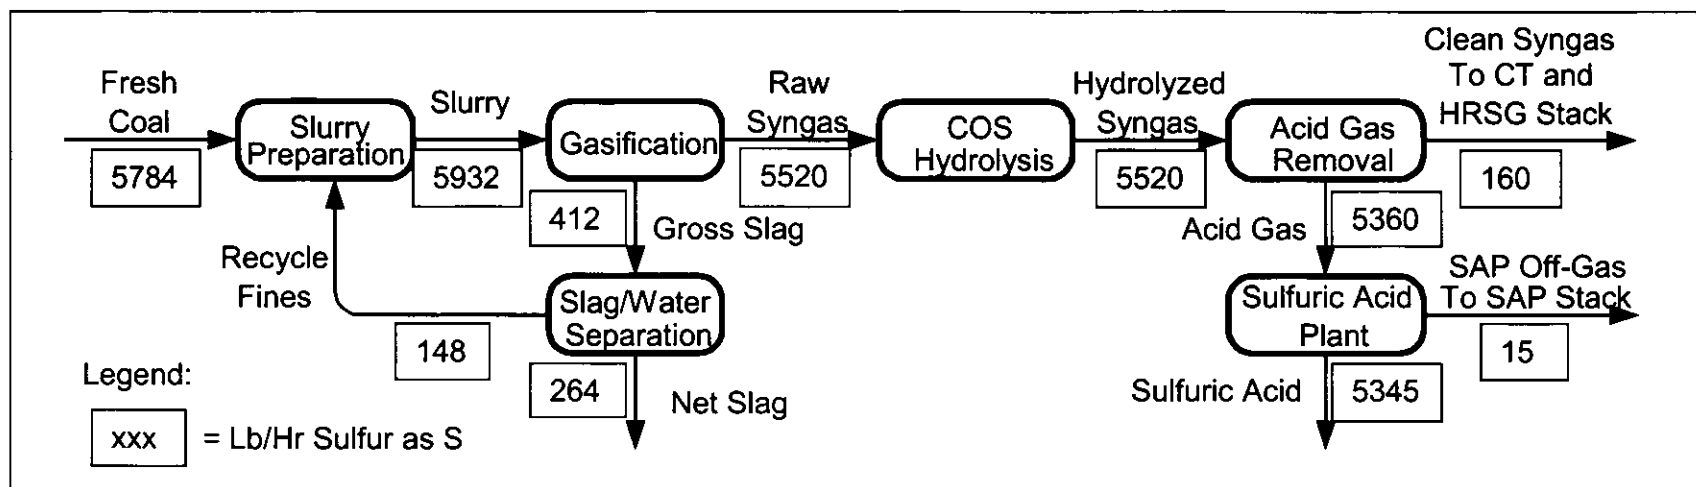 Fresh
Coal
5784
Slurry
Preparation
Slurry
5932
Gasification
Raw
Syngas
5520
COS
Hydrolysis
Hydrolyzed
Syngas
5520
Acid Gas
Removal
Clean Syngas
To CT and
HRSG Stack
160
412
Gross Slag
Acid Gas
5360
Recycle
Fines
148
Slag/Water
Separation
264
Net Slag
Sulfuric Acid
Plant
SAP Off-Gas
To SAP Stack
15
Sulfuric Acid
5345
Legend:
xxx = Lb/Hr Sulfur as S